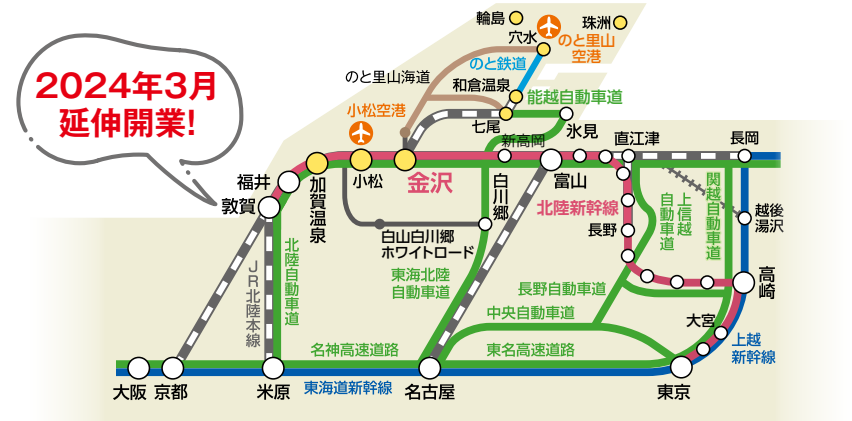 2024年3月
延伸開業!
輪島
珠洲
穴水
のと里山
空港
のと鉄道
のと里山海道
和倉温泉
能越自動車道
小松空港
七尾
氷見
新高岡
直江津
長岡
福井
敦賀
加賀温泉
小松
金沢
白川郷
富山
北陸新幹線
長野
上信越
自動車道
関越自動車道
越後
湯沢
白山白川郷
ホワイトロード
北陸自動車道
JR北陸本線
東海北陸
自動車道
長野自動車道
高崎
中央自動車道
大宮
上越
新幹線
名神高速道路
東名高速道路
大阪
京都
米原
東海道新幹線
名古屋
東京